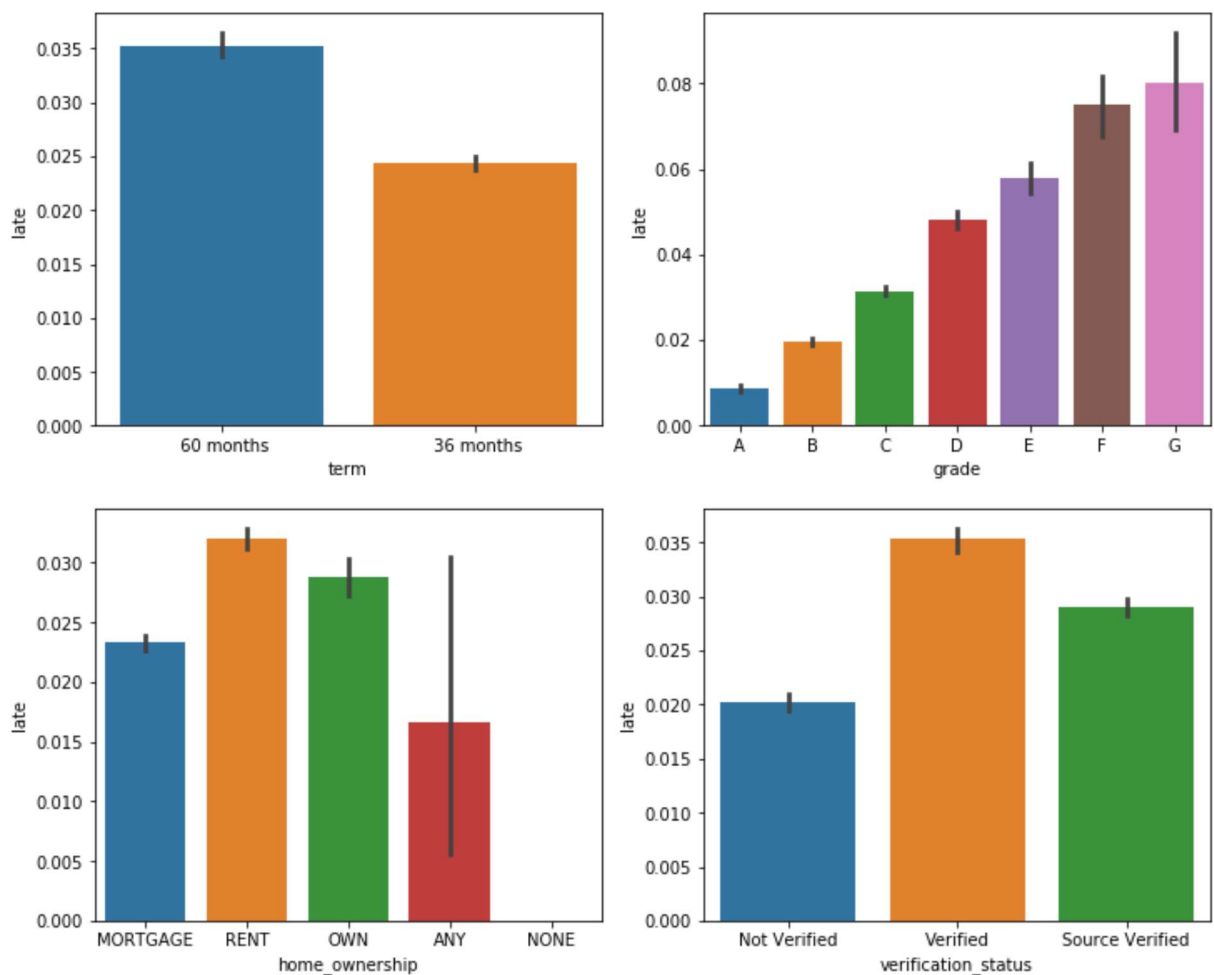 0.035
0.030
0.025
0.020
0.015
0.010
0.005
0.000
late
60 months 36 months
term
0.08
0.06
0.04
0.02
0.00
late
A B C D E F G
grade
0.030
0.025
0.020
0.015
0.010
0.005
0.000
late
MORTGAGE RENT OWN ANY NONE
home_ownership
0.035
0.030
0.025
0.020
0.015
0.010
0.005
0.000
late
Not Verified Verified Source Verified
verification_status